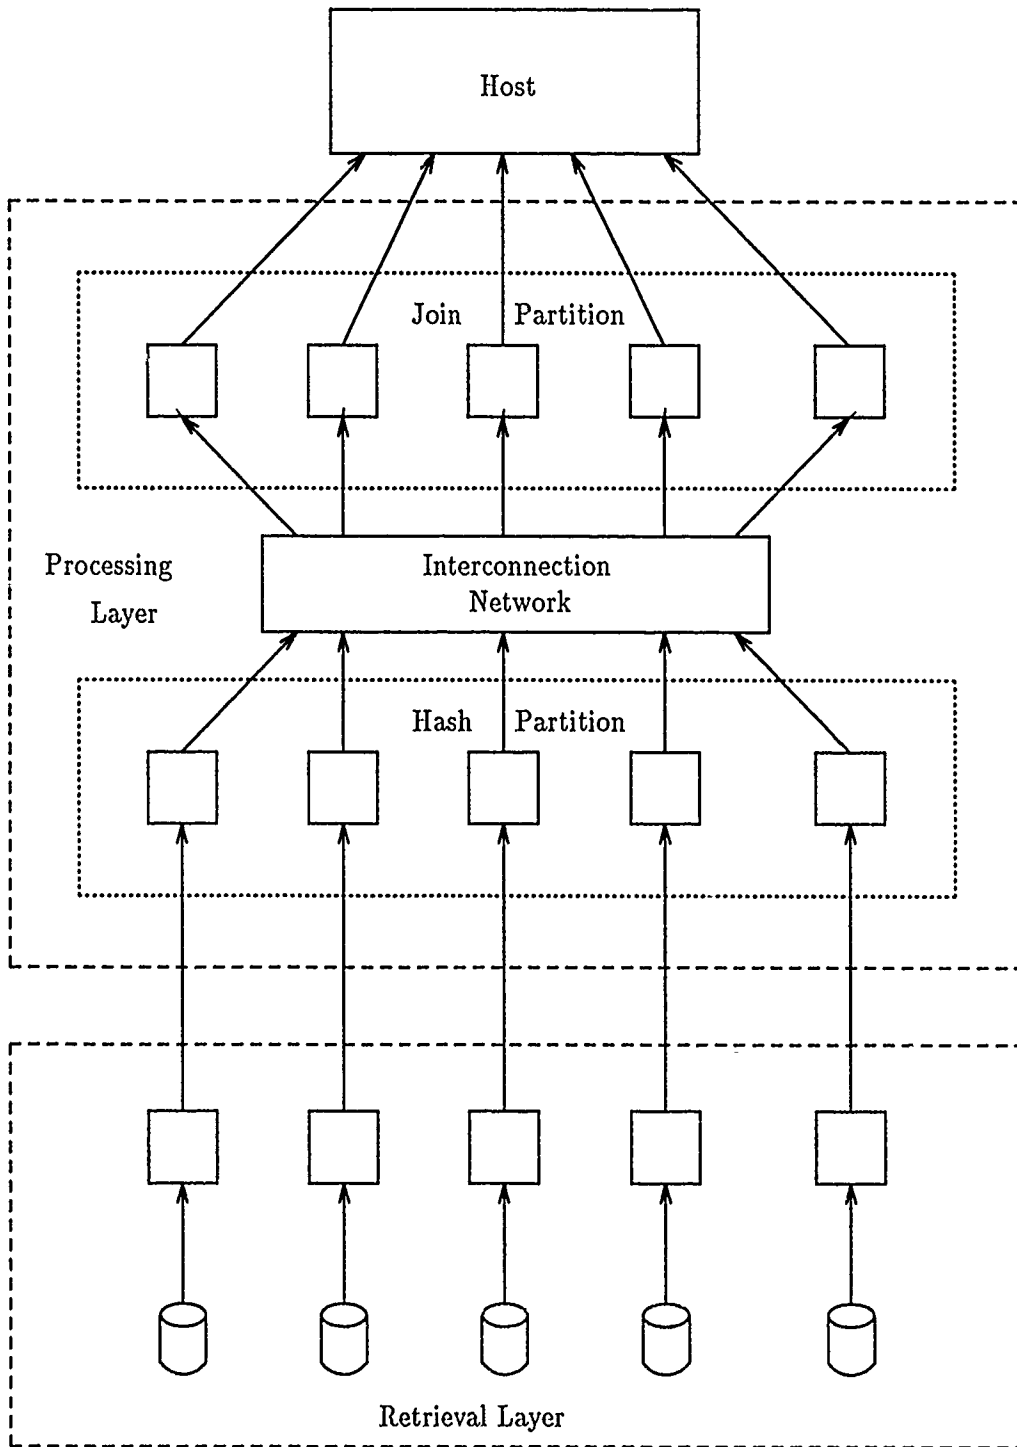 Host
Join Partition
Processing
Layer
Interconnection
Network
Hash Partition
Retrieval Layer